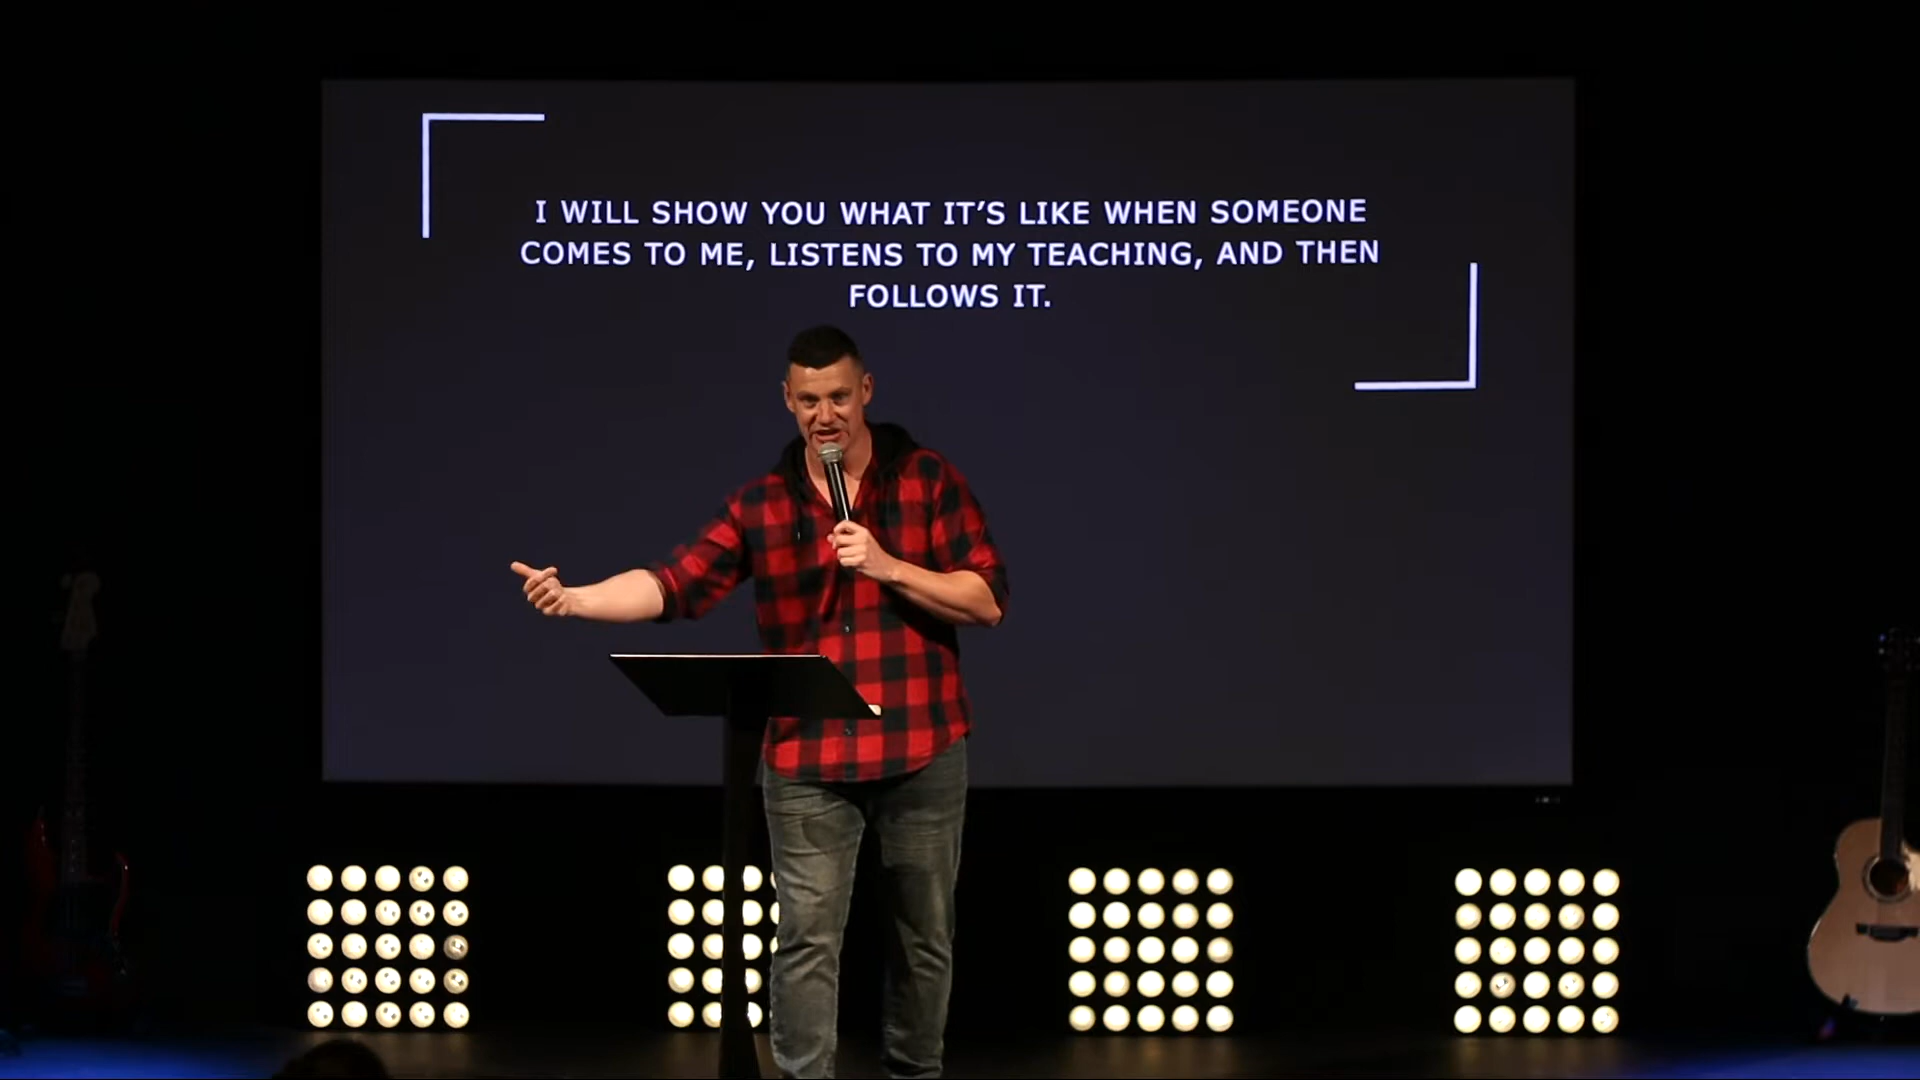 I WILL SHOW YOU WHAT IT’S LIKE WHEN SOMEONE
COMES TO ME, LISTENS TO MY TEACHING, AND THEN
FOLLOWS IT.